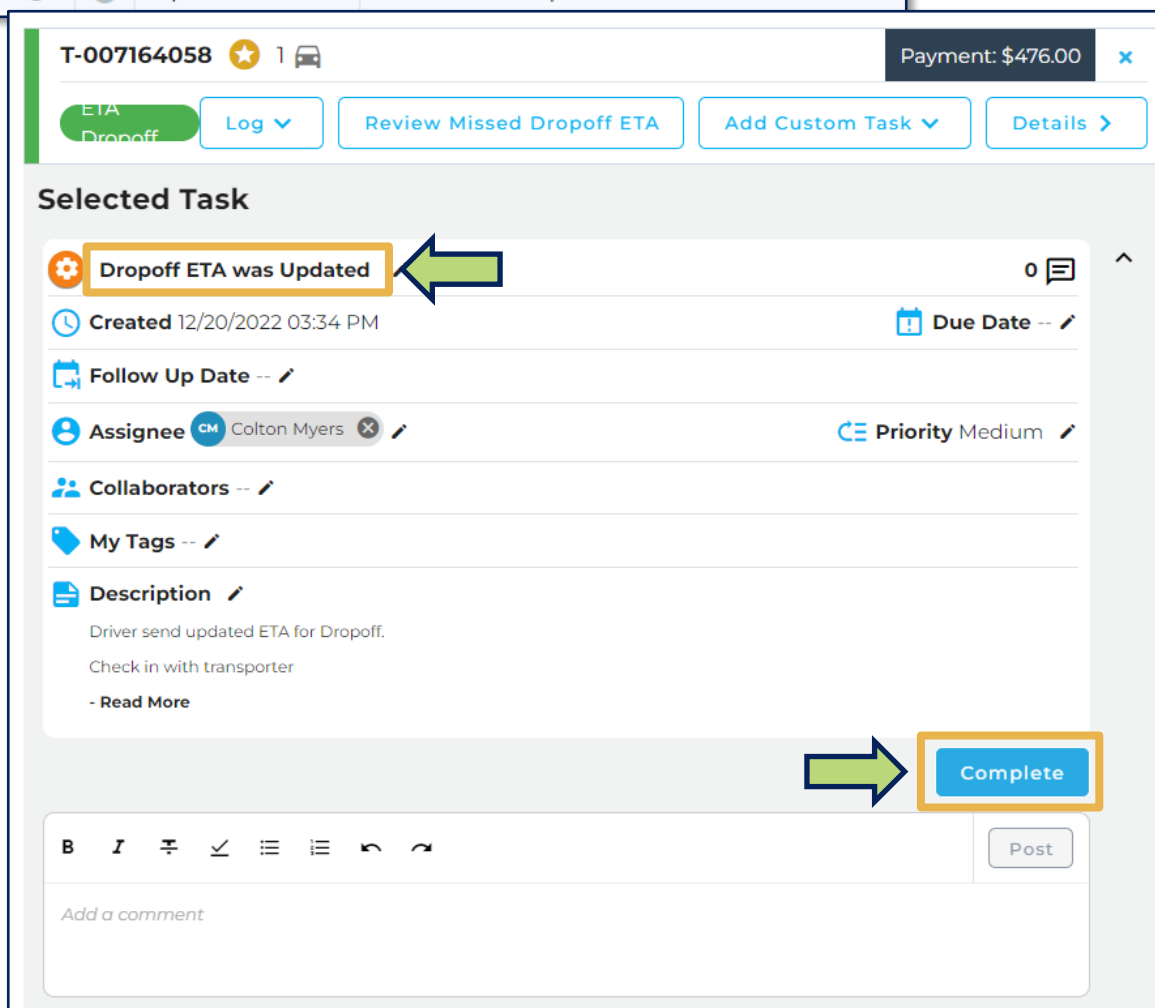 T-007164058 1
Payment: $476.00 ×
ETA Dropoff
Log
Review Missed Dropoff ETA
Add Custom Task
Details
Selected Task
Dropoff ETA was Updated
0
Created 12/20/2022 03:34 PM
Due Date --
Follow Up Date --
Assignee CM Colton Myers
Priority Medium
Collaborators --
My Tags --
Description
Driver send updated ETA for Dropoff.
Check in with transporter
- Read More
Complete
B I
Post
Add a comment